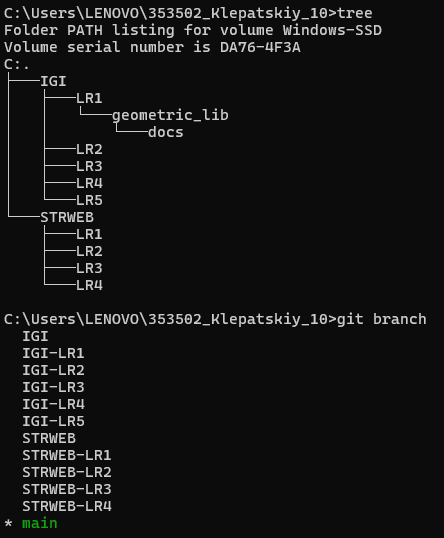 C:\Users\LENOVO\353502_Klepatskiy_10>tree
Folder PATH listing for volume Windows-SSD
Volume serial number is DA76-4F3A
C:.
├───IGI
│   ├───LR1
│   │   └───geometric_lib
│   │       └───docs
│   ├───LR2
│   ├───LR3
│   ├───LR4
│   └───LR5
└───STRWEB
    ├───LR1
    ├───LR2
    ├───LR3
    └───LR4
C:\Users\LENOVO\353502_Klepatskiy_10>git branch
  IGI
  IGI-LR1
  IGI-LR2
  IGI-LR3
  IGI-LR4
  IGI-LR5
  STRWEB
  STRWEB-LR1
  STRWEB-LR2
  STRWEB-LR3
  STRWEB-LR4
* main